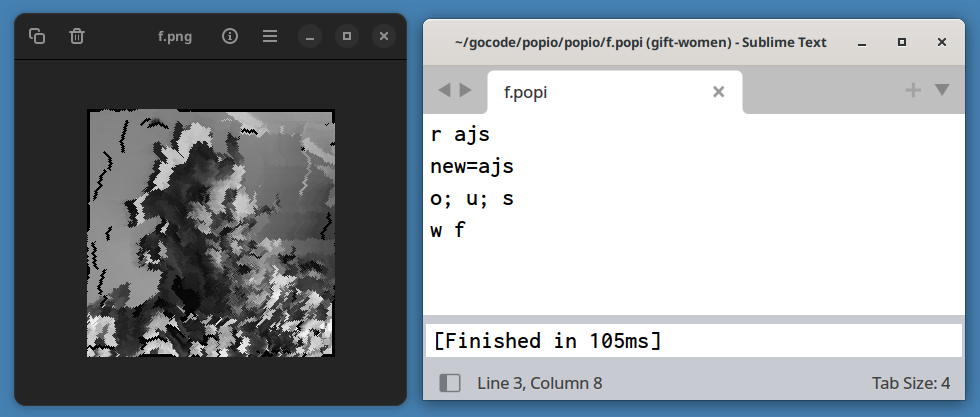 f.png
~/gocode/popio/popio/f.popi (gift-women) - Sublime Text
f.popi
r ajs
new=ajs
o; u; s
w f
[Finished in 105ms]
Line 3, Column 8
Tab Size: 4